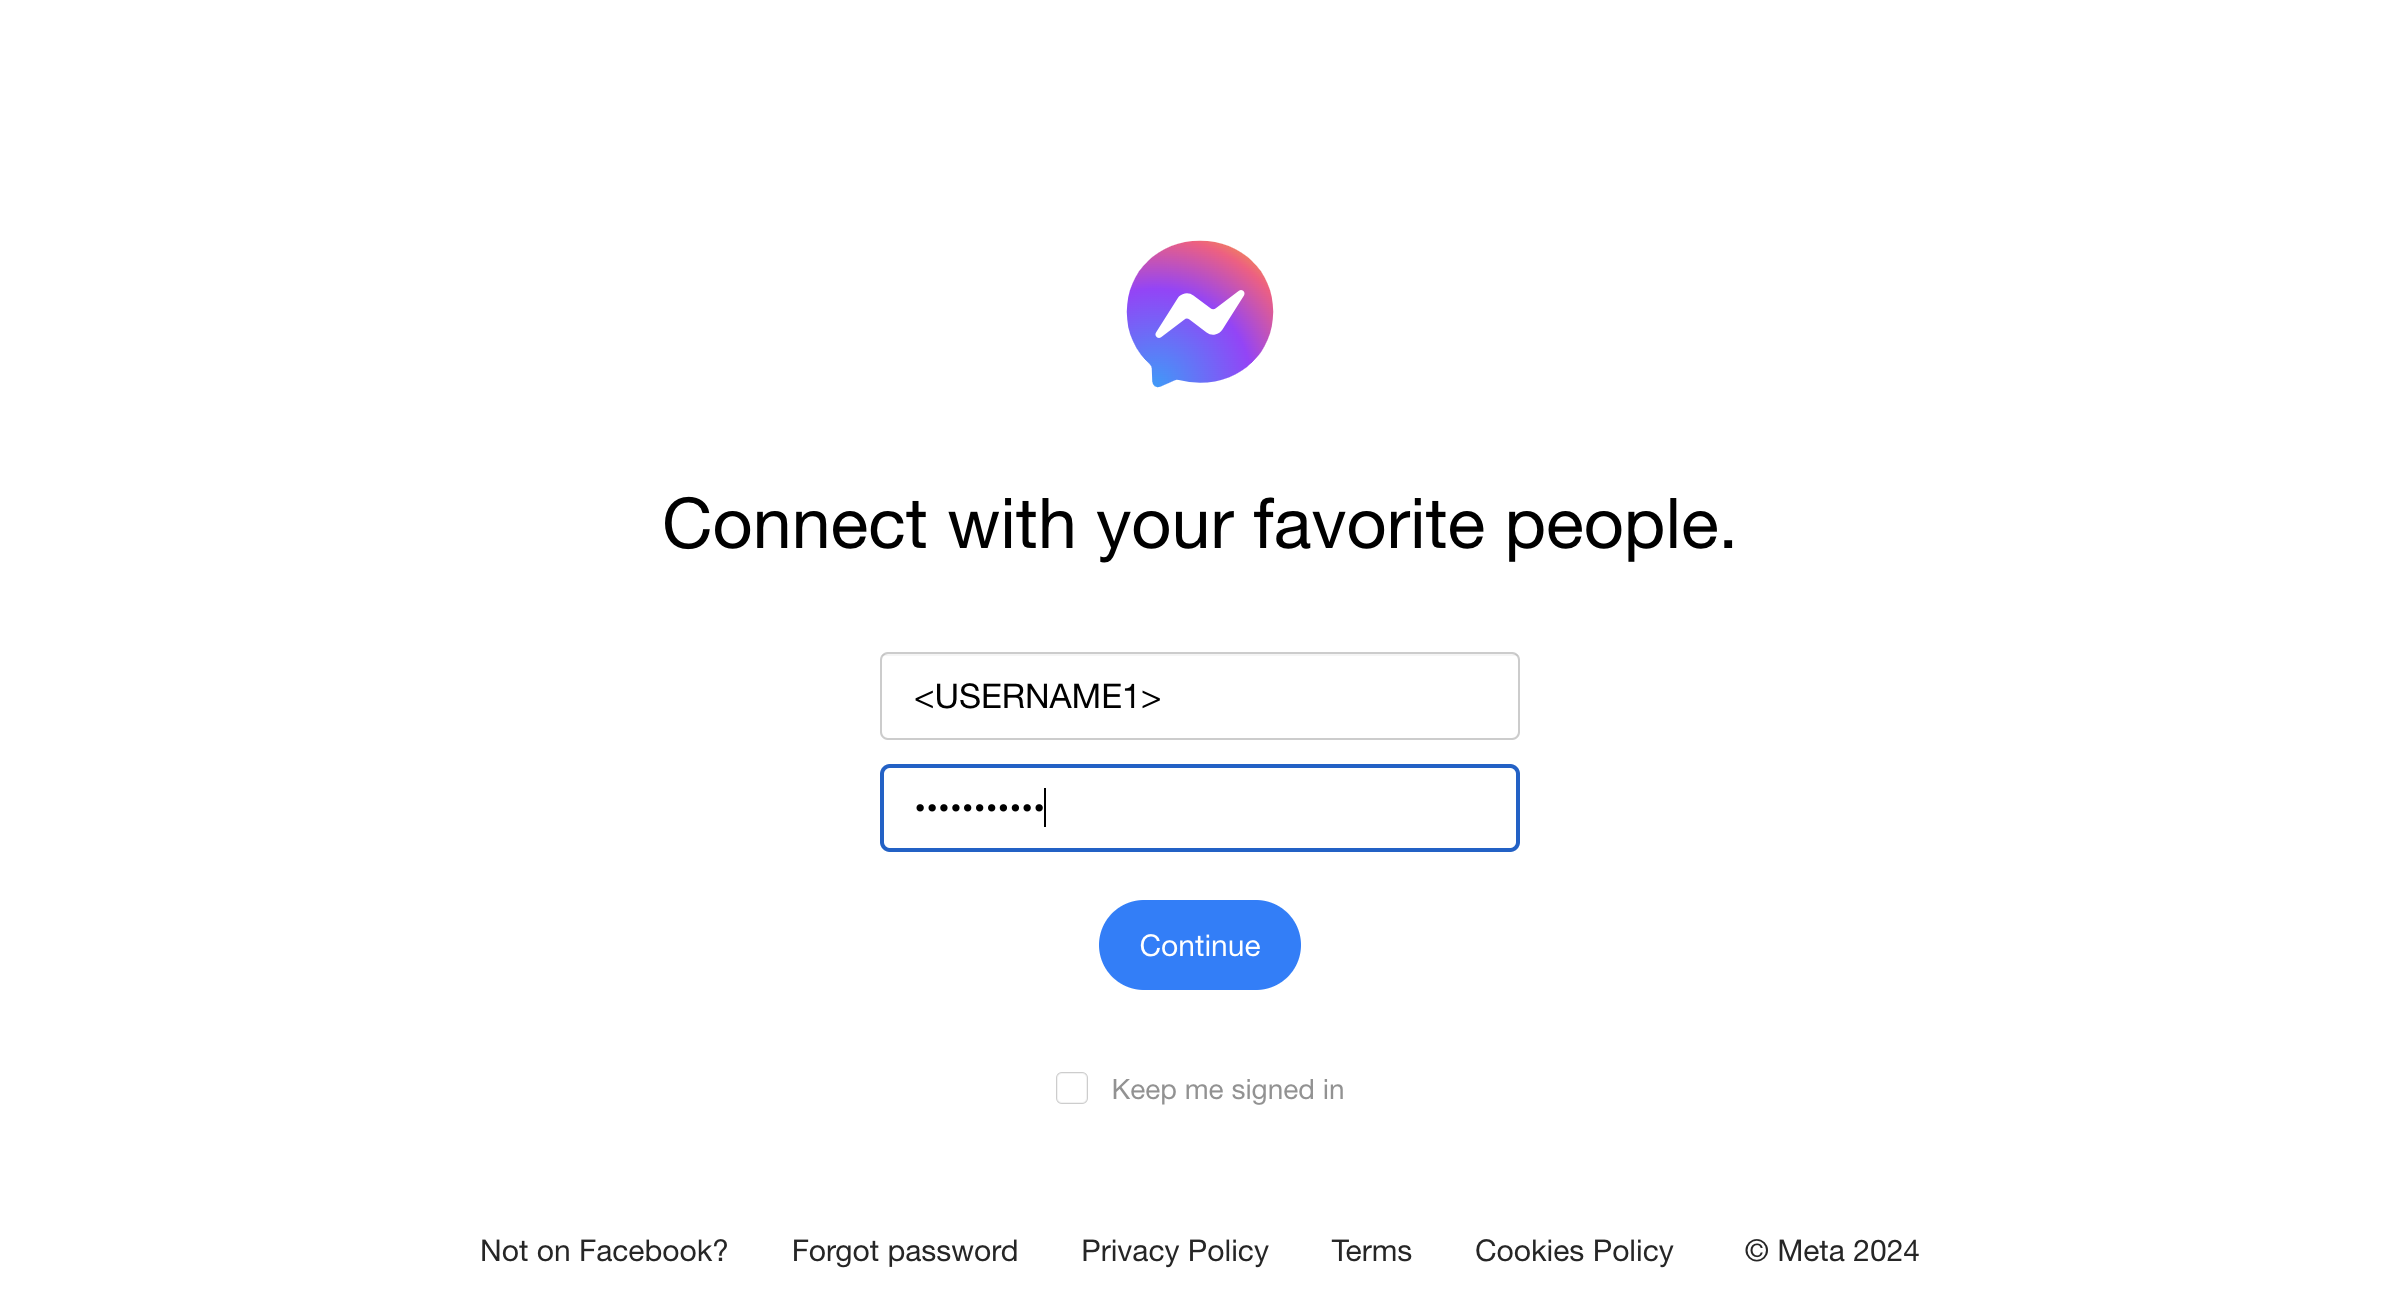 Connect with your favorite people.
<USERNAME1>
•••••••••••
Continue
Keep me signed in
Not on Facebook? Forgot password Privacy Policy Terms Cookies Policy © Meta 2024